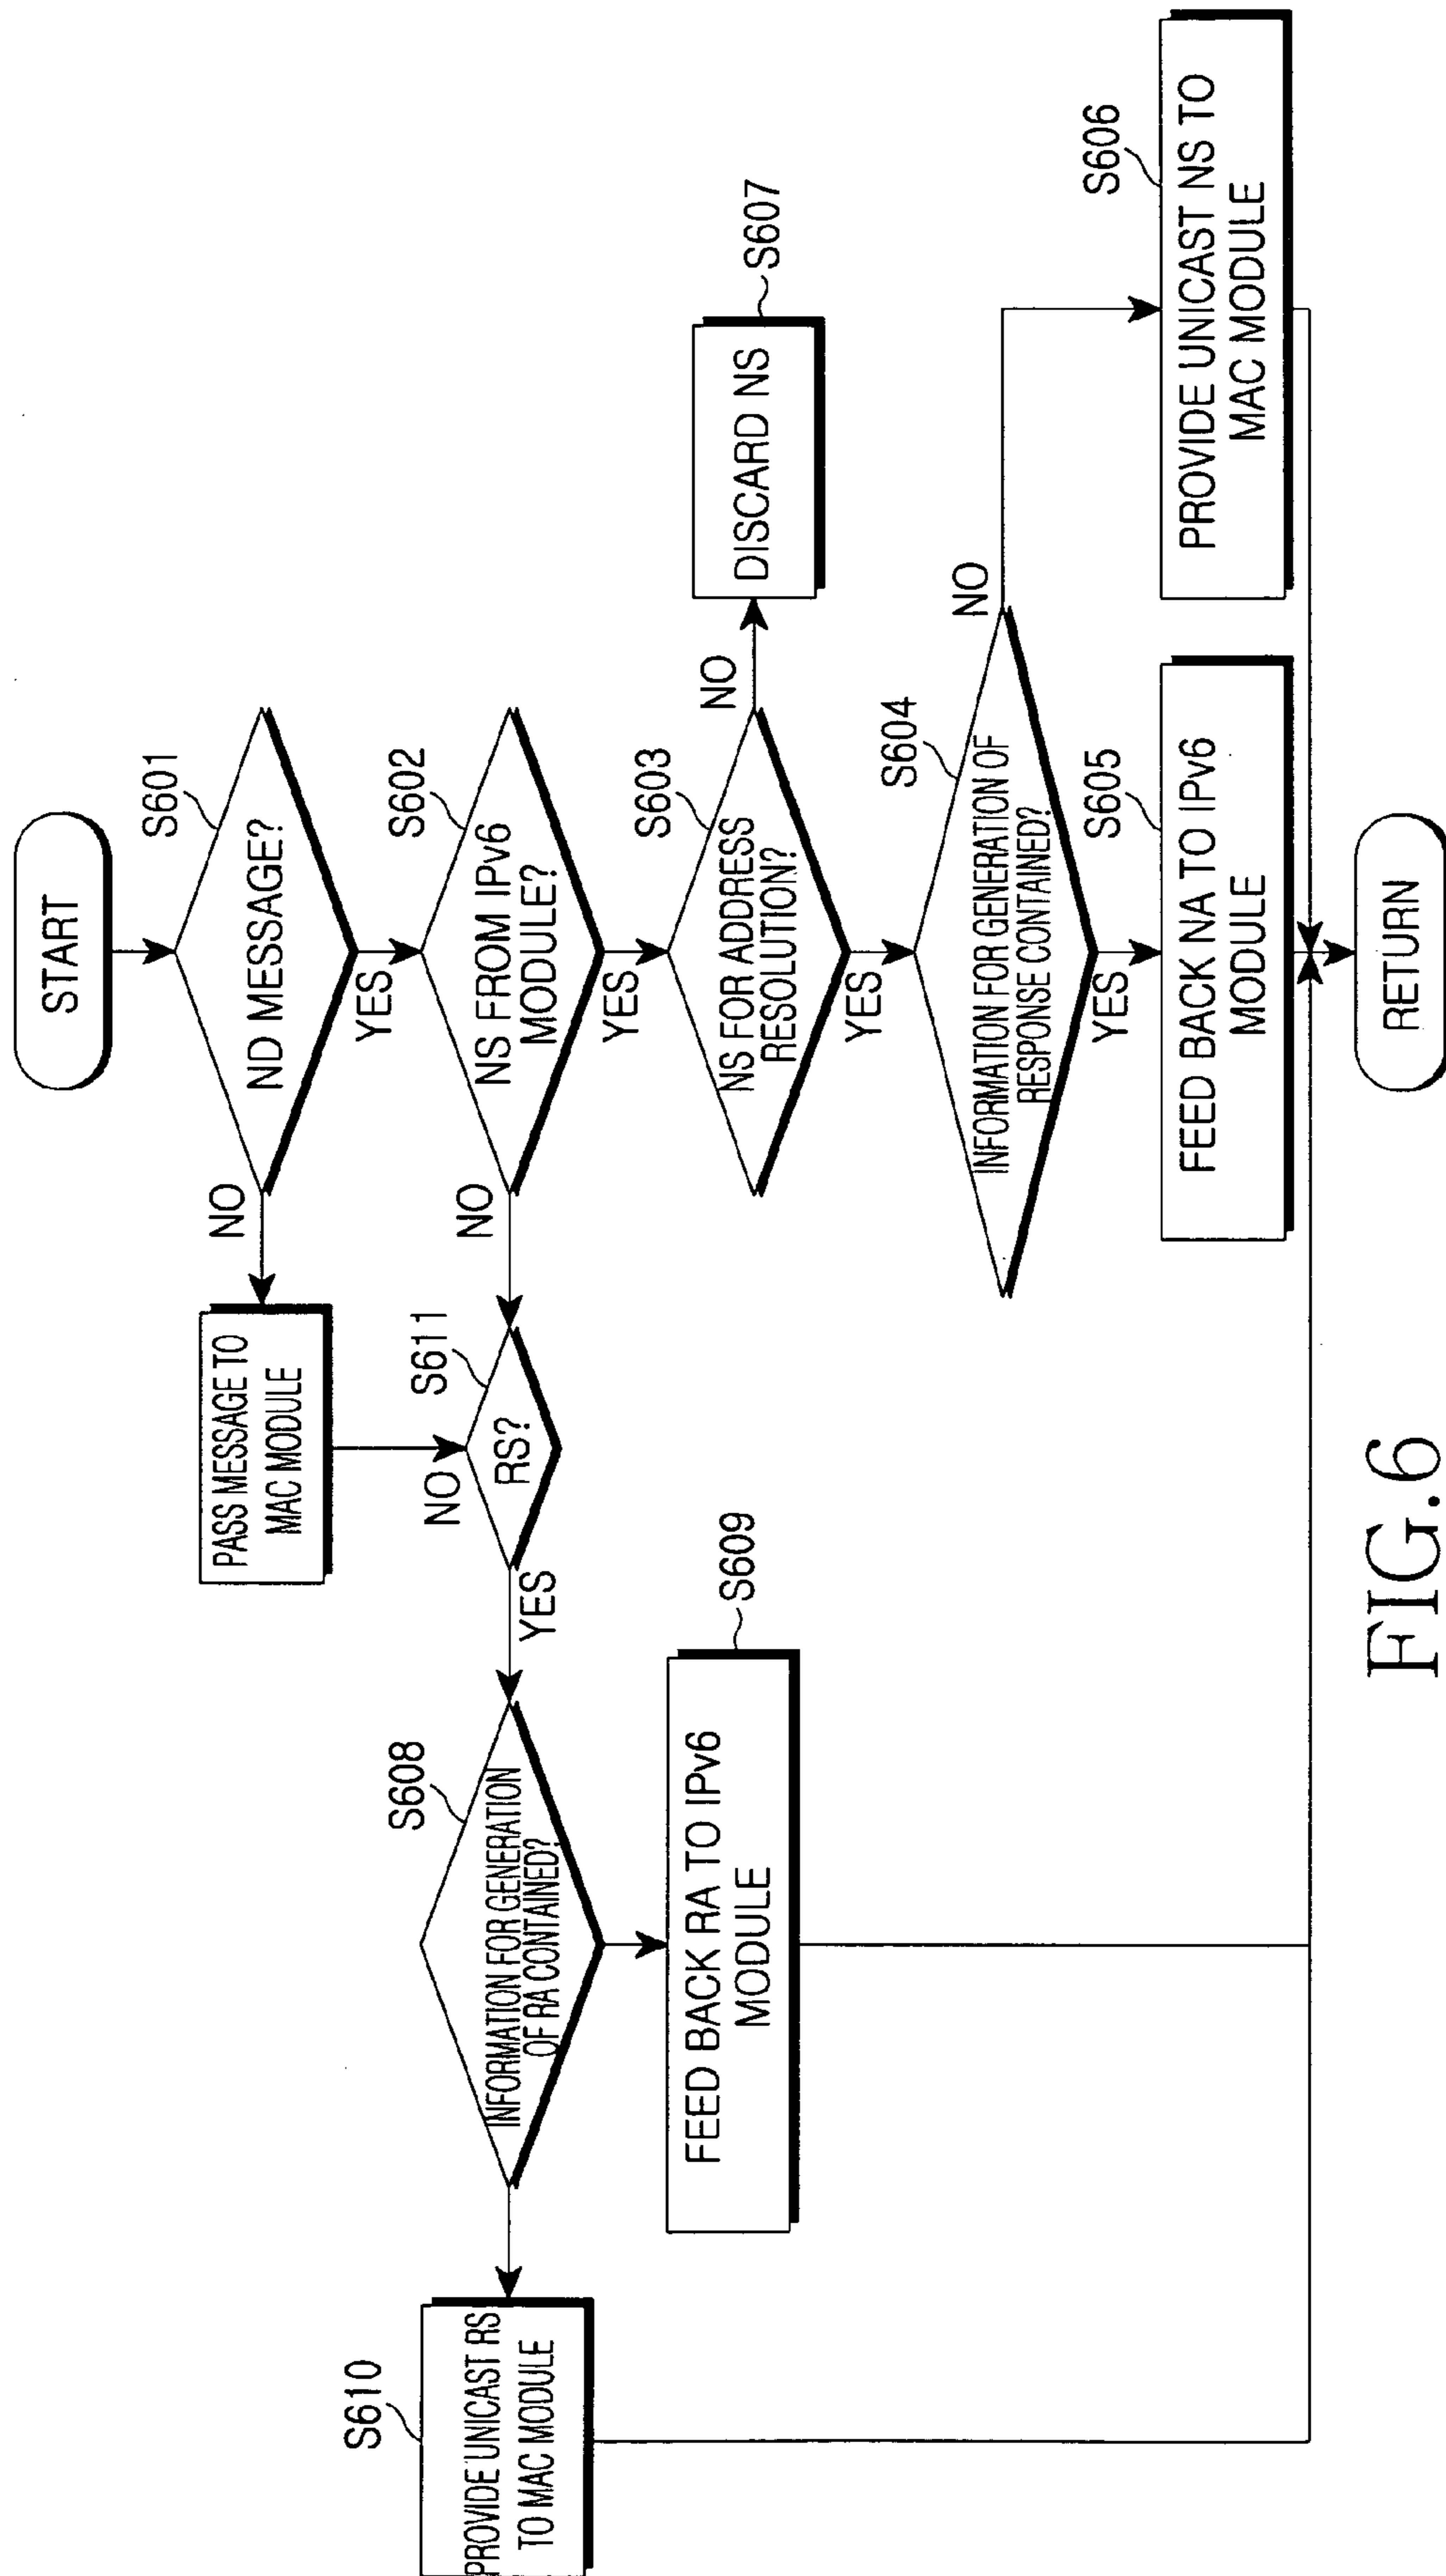 START
S601
ND MESSAGE?
NO
YES
PASS MESSAGE TO
MAC MODULE
S602
NS FROM IPv6
MODULE?
NO
YES
S611
RS?
NO
YES
S608
INFORMATION FOR GENERATION
OF RA CONTAINED?
S610
PROVIDE UNICAST RS
TO MAC MODULE
S609
FEED BACK RA TO IPv6
MODULE
S603
NS FOR ADDRESS
RESOLUTION?
NO
YES
S607
DISCARD NS
S604
INFORMATION FOR GENERATION OF
RESPONSE CONTAINED?
NO
YES
S605
FEED BACK NA TO IPv6
MODULE
S606
PROVIDE UNICAST NS TO
MAC MODULE
RETURN
FIG.6